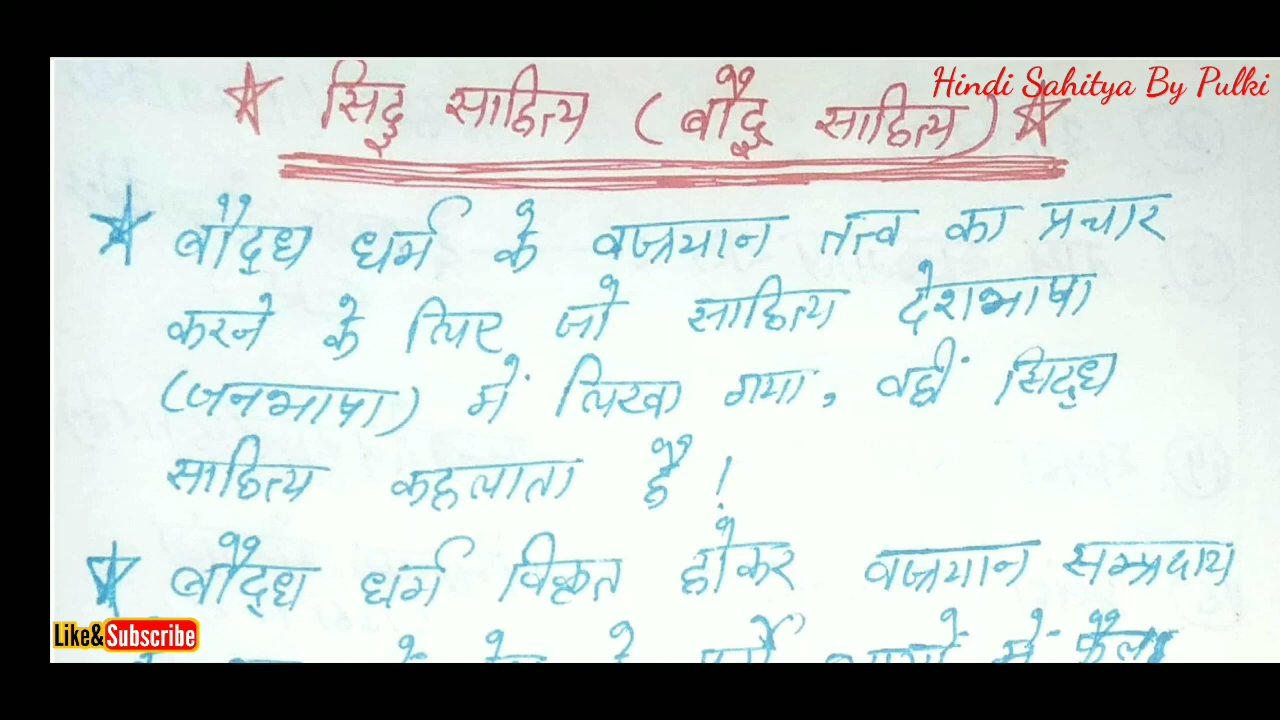 Hindi Sahitya By Pulki
सिद्ध साहित्य (बौद्ध साहित्य)
बौद्ध धर्म के वज्रयान तत्त्व का प्रचार
करने के लिए जो साहित्य देशभाषा
(जनभाषा) में लिखा गया, वहीं सिद्ध
साहित्य कहलाता है !
बौद्ध धर्म विकृत होकर वज्रयान सम्प्रदाय
में फैला
Like& Subscribe